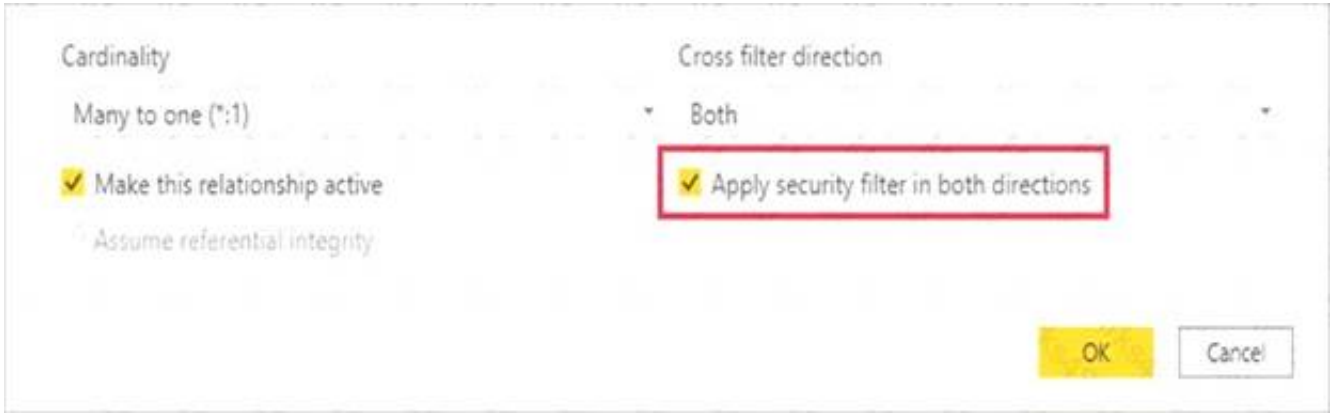 Cardinality
Cross filter direction
Many to one (*:1)
Both
Make this relationship active
Apply security filter in both directions
Assume referential integrity
OK
Cancel